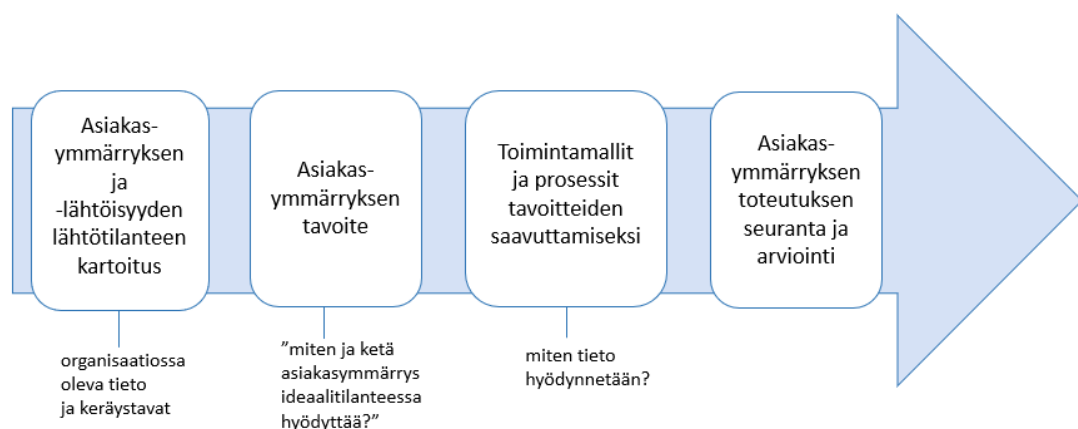 Asiakas-
ymmärryksen
ja
-lähtöisyyden
lähtötilanteen
kartoitus
organisaatiossa
oleva tieto
ja keräystavat
Asiakas-
ymmärryksen
tavoite
”miten ja ketä
asiakasymmärrys
ideaalitilanteessa
hyödyttää?”
Toimintamallit
ja prosessit
tavoitteiden
saavuttamiseksi
miten tieto
hyödynnetään?
Asiakas-
ymmärryksen
toteutuksen
seuranta ja
arviointi